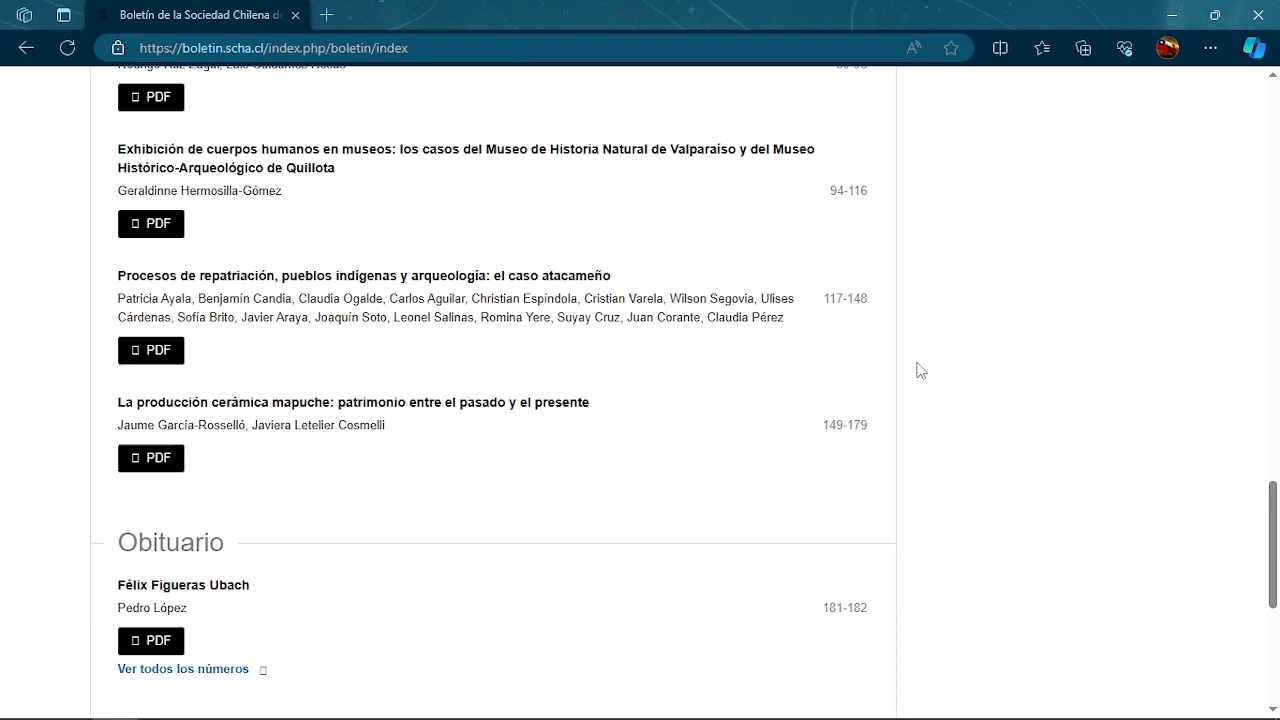 Boletín de la Sociedad Chilena de
https://boletin.scha.cl/index.php/boletin/index
PDF
Exhibición de cuerpos humanos en museos: los casos del Museo de Historia Natural de Valparaíso y del Museo
Histórico-Arqueológico de Quillota
Geraldinne Hermosilla-Gómez
94-116
PDF
Procesos de repatriación, pueblos indígenas y arqueología: el caso atacameño
Patricia Ayala, Benjamín Candia, Claudia Ogalde, Carlos Aguilar, Christian Espíndola, Cristian Varela, Wilson Segovia, Ulises
117-148
Cárdenas, Sofía Brito, Javier Araya, Joaquín Soto, Leonel Salinas, Romina Yere, Suyay Cruz, Juan Corante, Claudia Pérez
PDF
La producción cerámica mapuche: patrimonio entre el pasado y el presente
Jaume García-Rosselló, Javiera Letelier Cosmelli
149-179
PDF
Obituario
Félix Figueras Ubach
Pedro López
181-182
PDF
Ver todos los números